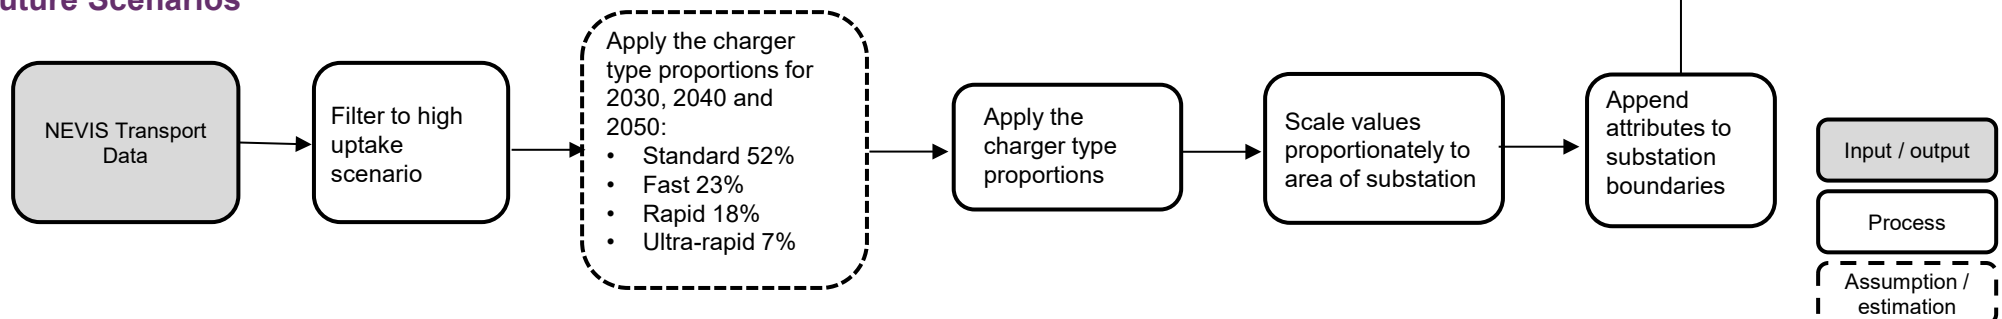 uture Scenarios
NEVIS Transport
Data
Filter to high
uptake
scenario
Apply the charger
type proportions for
2030, 2040 and
2050:
• Standard 52%
• Fast 23%
• Rapid 18%
• Ultra-rapid 7%
Apply the
charger type
proportions
Scale values
proportionately to
area of substation
Append
attributes to
substation
boundaries
Input / output
Process
Assumption /
estimation